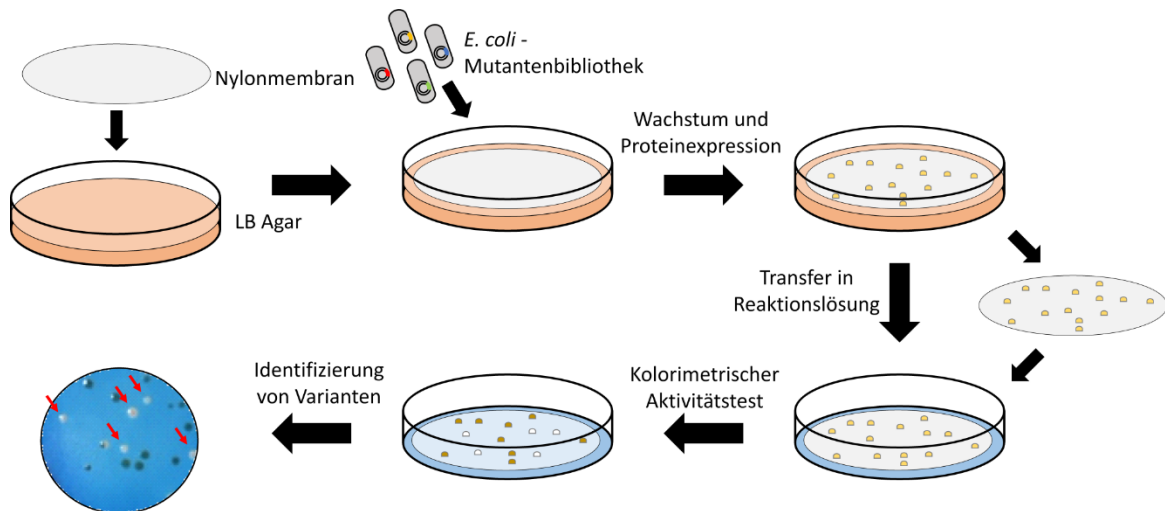 Nylonmembran
E. coli -
Mutantenbibliothek
LB Agar
Wachstum und
Proteinexpression
Transfer in
Reaktionslösung
Kolorimetrischer
Aktivitätstest
Identifizierung
von Varianten